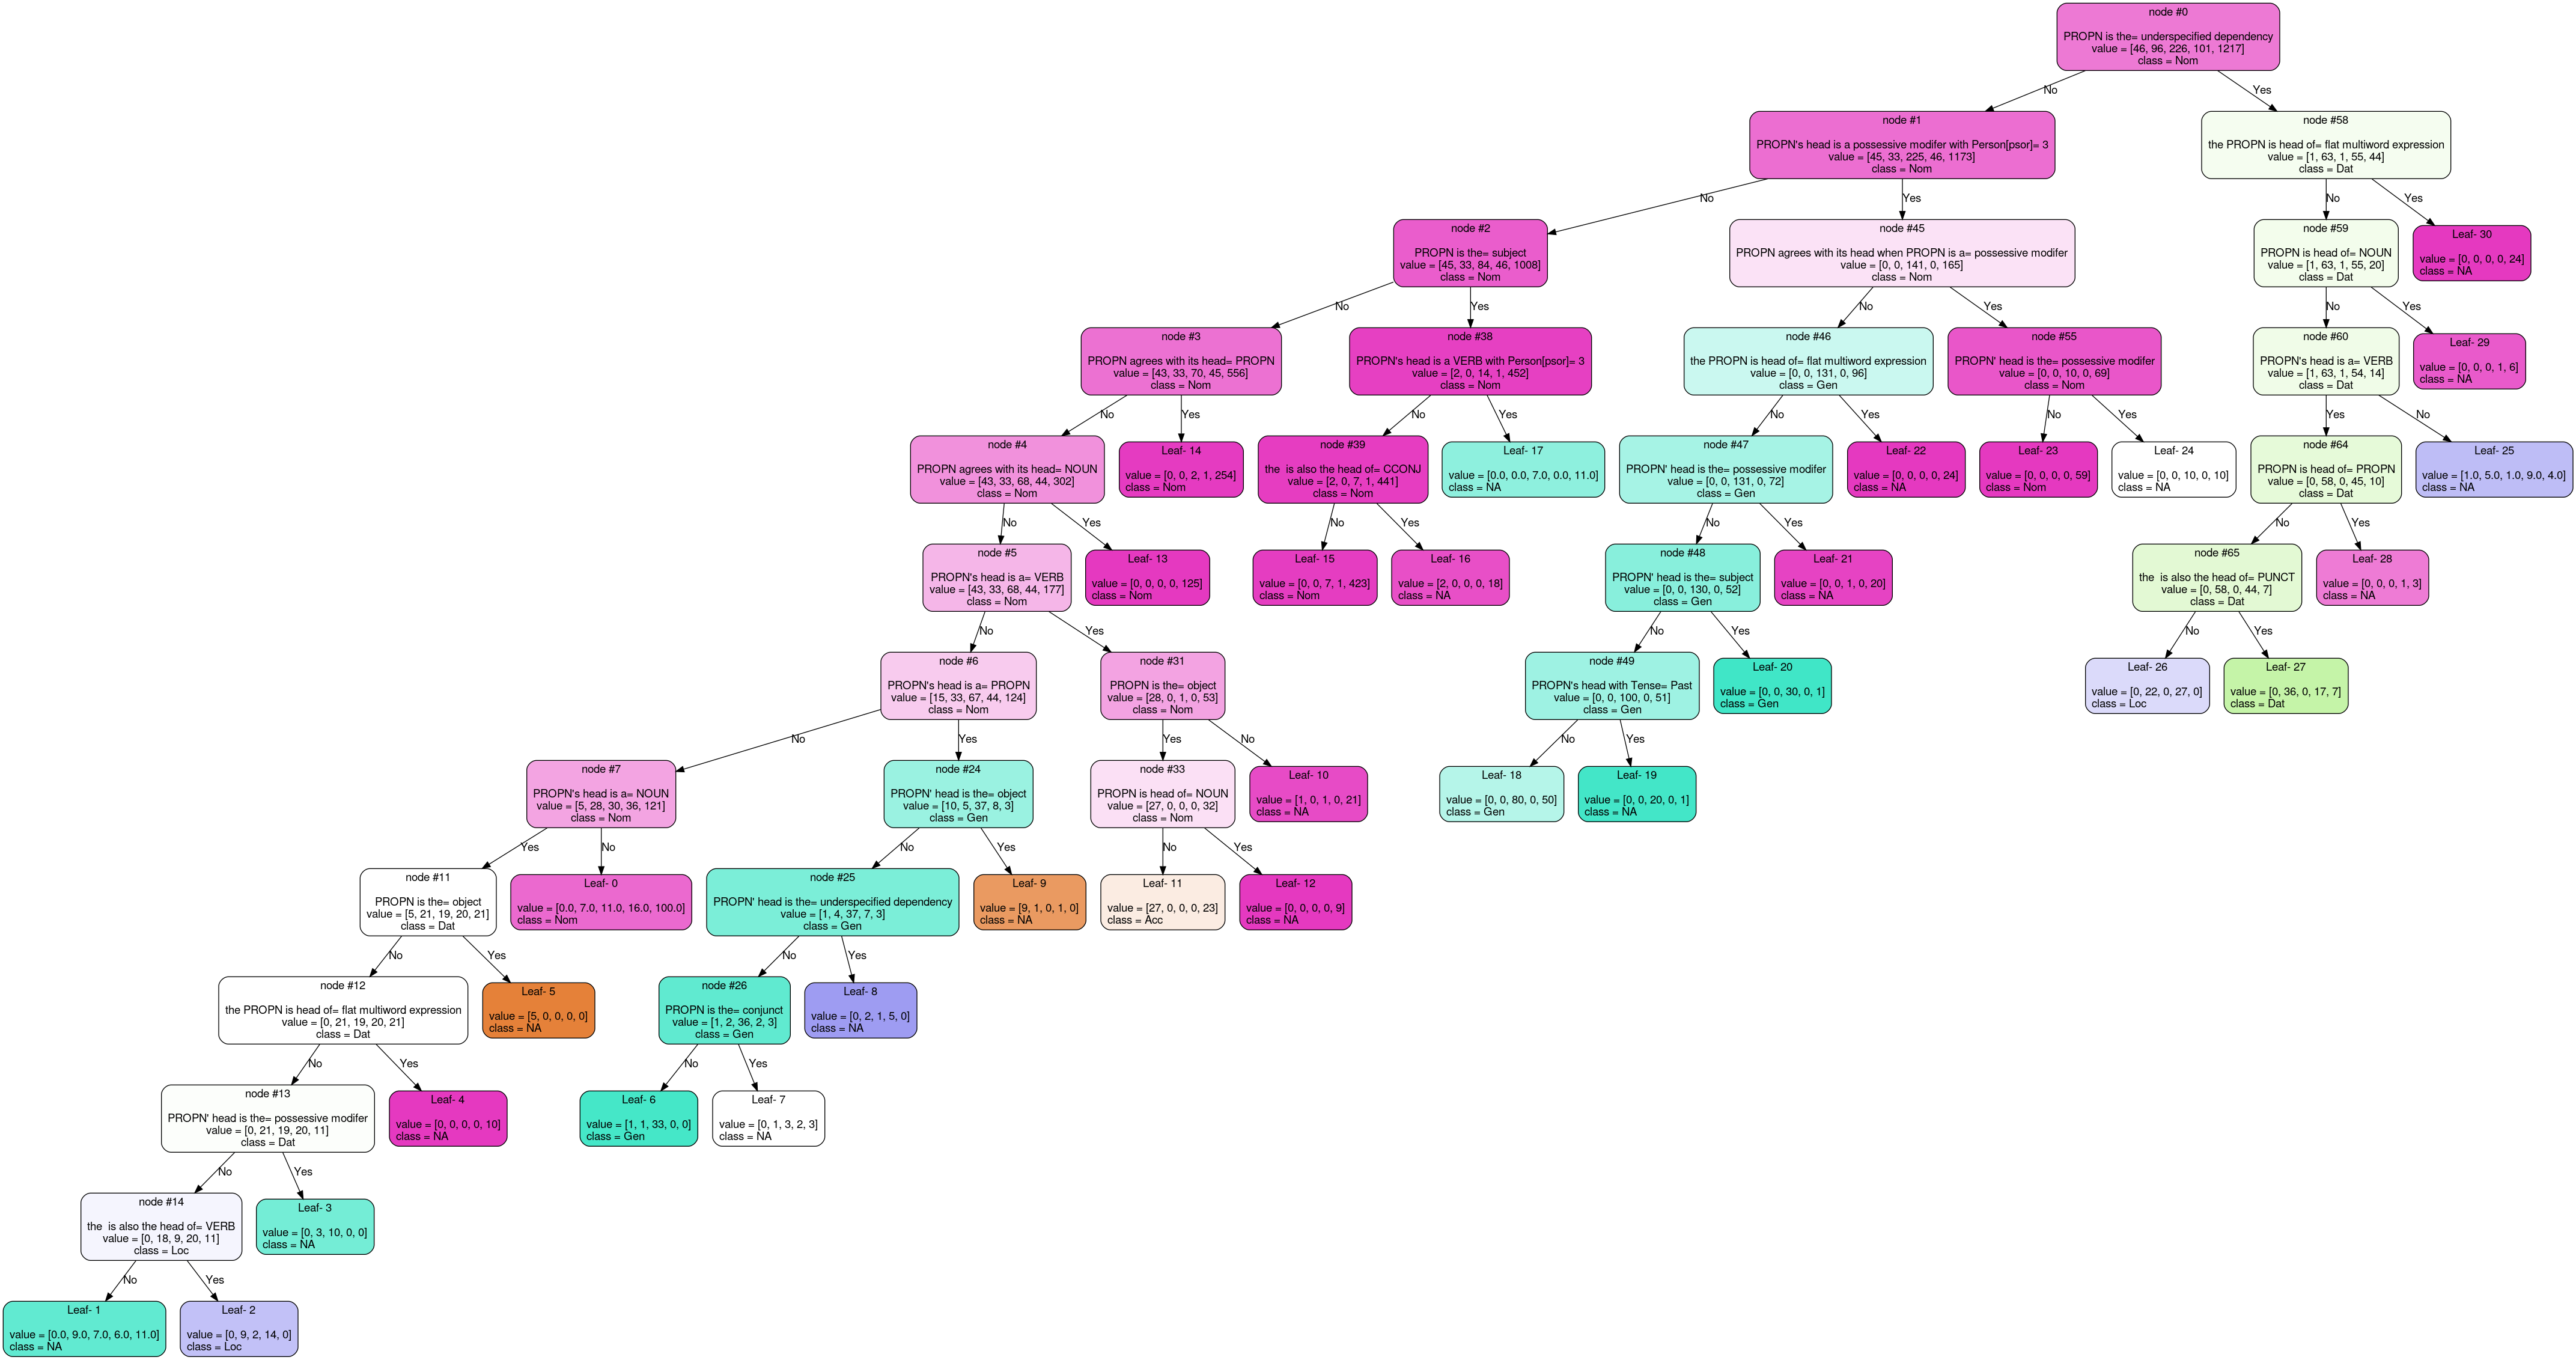 node #0
PROPN is the= underspecified dependency
value = [46, 96, 226, 101, 1217]
class = Nom
No
Yes
node #1
PROPN's head is a possessive modifer with Person[psor]= 3
value = [45, 33, 225, 46, 1173]
class = Nom
node #58
the PROPN is head of= flat multiword expression
value = [1, 63, 1, 55, 44]
class = Dat
No
Yes
No
Yes
node #2
PROPN is the= subject
value = [45, 33, 84, 46, 1008]
class = Nom
node #45
PROPN agrees with its head when PROPN is a= possessive modifer
value = [0, 0, 141, 0, 165]
class = Nom
node #59
PROPN is head of= NOUN
value = [1, 63, 1, 55, 20]
class = Dat
Leaf- 30
value = [0, 0, 0, 0, 24]
class = NA
No
Yes
No
Yes
No
Yes
node #3
PROPN agrees with its head= PROPN
value = [43, 33, 70, 45, 556]
class = Nom
node #38
PROPN's head is a VERB with Person[psor]= 3
value = [2, 0, 14, 1, 452]
class = Nom
node #46
the PROPN is head of= flat multiword expression
value = [0, 0, 131, 0, 96]
class = Gen
node #55
PROPN' head is the= possessive modifer
value = [0, 0, 10, 0, 69]
class = Nom
node #60
PROPN's head is a= VERB
value = [1, 63, 1, 54, 14]
class = Dat
Leaf- 29
value = [0, 0, 0, 1, 6]
class = NA
No
Yes
No
Yes
No
Yes
No
Yes
Yes
No
node #4
PROPN agrees with its head= NOUN
value = [43, 33, 68, 44, 302]
class = Nom
Leaf- 14
value = [0, 0, 2, 1, 254]
class = Nom
node #39
the  is also the head of= CCONJ
value = [2, 0, 7, 1, 441]
class = Nom
Leaf- 17
value = [0.0, 0.0, 7.0, 0.0, 11.0]
class = NA
node #47
PROPN' head is the= possessive modifer
value = [0, 0, 131, 0, 72]
class = Gen
Leaf- 22
value = [0, 0, 0, 0, 24]
class = NA
Leaf- 23
value = [0, 0, 0, 0, 59]
class = Nom
Leaf- 24
value = [0, 0, 10, 0, 10]
class = NA
node #64
PROPN is head of= PROPN
value = [0, 58, 0, 45, 10]
class = Dat
Leaf- 25
value = [1.0, 5.0, 1.0, 9.0, 4.0]
class = NA
No
Yes
No
Yes
No
Yes
No
Yes
node #5
PROPN's head is a= VERB
value = [43, 33, 68, 44, 177]
class = Nom
Leaf- 13
value = [0, 0, 0, 0, 125]
class = Nom
Leaf- 15
value = [0, 0, 7, 1, 423]
class = Nom
Leaf- 16
value = [2, 0, 0, 0, 18]
class = NA
node #48
PROPN' head is the= subject
value = [0, 0, 130, 0, 52]
class = Gen
Leaf- 21
value = [0, 0, 1, 0, 20]
class = NA
node #65
the  is also the head of= PUNCT
value = [0, 58, 0, 44, 7]
class = Dat
Leaf- 28
value = [0, 0, 0, 1, 3]
class = NA
No
Yes
No
Yes
No
Yes
node #6
PROPN's head is a= PROPN
value = [15, 33, 67, 44, 124]
class = Nom
node #31
PROPN is the= object
value = [28, 0, 1, 0, 53]
class = Nom
node #49
PROPN's head with Tense= Past
value = [0, 0, 100, 0, 51]
class = Gen
Leaf- 20
value = [0, 0, 30, 0, 1]
class = Gen
Leaf- 26
value = [0, 22, 0, 27, 0]
class = Loc
Leaf- 27
value = [0, 36, 0, 17, 7]
class = Dat
No
Yes
Yes
No
No
Yes
node #7
PROPN's head is a= NOUN
value = [5, 28, 30, 36, 121]
class = Nom
node #24
PROPN' head is the= object
value = [10, 5, 37, 8, 3]
class = Gen
node #33
PROPN is head of= NOUN
value = [27, 0, 0, 0, 32]
class = Nom
Leaf- 10
value = [1, 0, 1, 0, 21]
class = NA
Leaf- 18
value = [0, 0, 80, 0, 50]
class = Gen
Leaf- 19
value = [0, 0, 20, 0, 1]
class = NA
Yes
No
No
Yes
No
Yes
node #11
PROPN is the= object
value = [5, 21, 19, 20, 21]
class = Dat
Leaf- 0
value = [0.0, 7.0, 11.0, 16.0, 100.0]
class = Nom
node #25
PROPN' head is the= underspecified dependency
value = [1, 4, 37, 7, 3]
class = Gen
Leaf- 9
value = [9, 1, 0, 1, 0]
class = NA
Leaf- 11
value = [27, 0, 0, 0, 23]
class = Acc
Leaf- 12
value = [0, 0, 0, 0, 9]
class = NA
No
Yes
No
Yes
node #12
the PROPN is head of= flat multiword expression
value = [0, 21, 19, 20, 21]
class = Dat
Leaf- 5
value = [5, 0, 0, 0, 0]
class = NA
node #26
PROPN is the= conjunct
value = [1, 2, 36, 2, 3]
class = Gen
Leaf- 8
value = [0, 2, 1, 5, 0]
class = NA
No
Yes
No
Yes
node #13
PROPN' head is the= possessive modifer
value = [0, 21, 19, 20, 11]
class = Dat
Leaf- 4
value = [0, 0, 0, 0, 10]
class = NA
Leaf- 6
value = [1, 1, 33, 0, 0]
class = Gen
Leaf- 7
value = [0, 1, 3, 2, 3]
class = NA
No
Yes
node #14
the  is also the head of= VERB
value = [0, 18, 9, 20, 11]
class = Loc
Leaf- 3
value = [0, 3, 10, 0, 0]
class = NA
No
Yes
Leaf- 1
value = [0.0, 9.0, 7.0, 6.0, 11.0]
class = NA
Leaf- 2
value = [0, 9, 2, 14, 0]
class = Loc